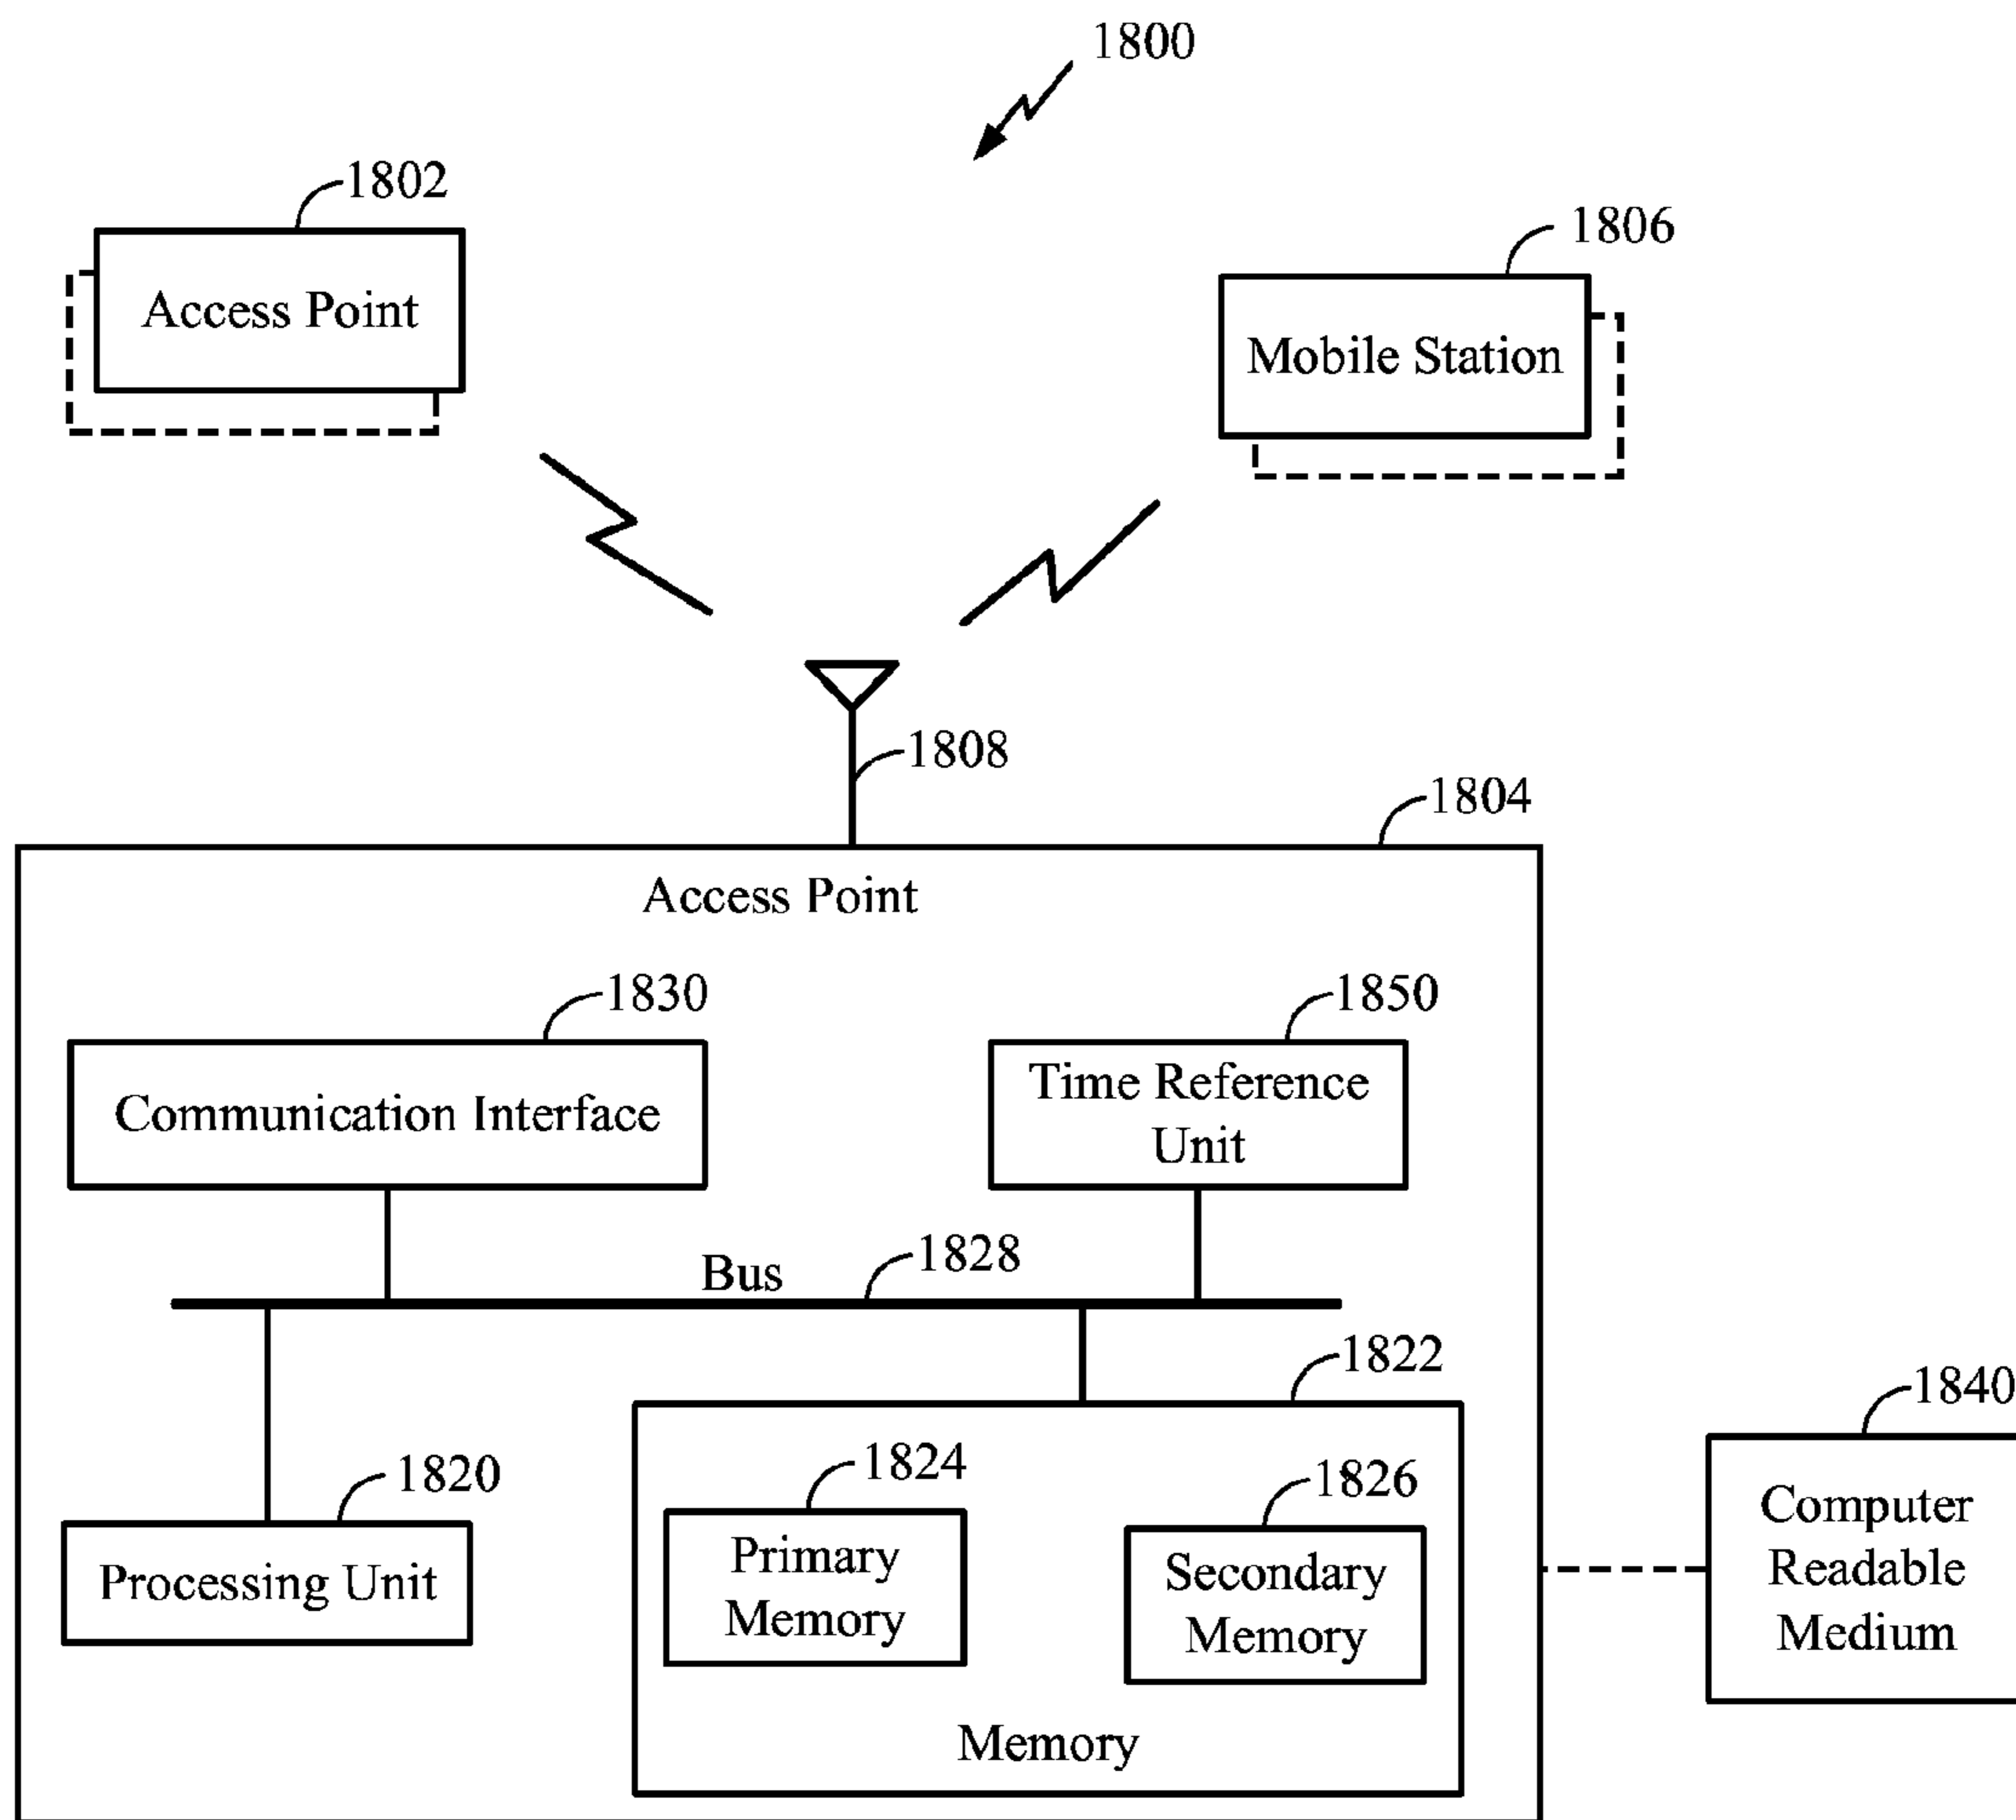 1800
1802
Access Point
1806
Mobile Station
1808
1804
Access Point
1830
Communication Interface
1850
Time Reference
Unit
Bus
1828
1822
1840
1820
Processing Unit
1824
Primary
Memory
1826
Secondary
Memory
Memory
Computer
Readable
Medium